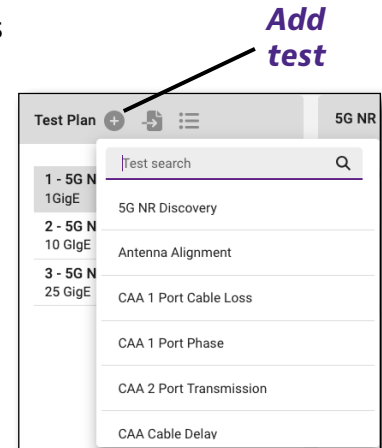 s
Add
test
Test Plan
5G NR
Test search
1 - 5G N
1GigE
5G NR Discovery
2 - 5G N
10 GIgE
Antenna Alignment
3 - 5G N
25 GigE
CAA 1 Port Cable Loss
CAA 1 Port Phase
CAA 2 Port Transmission
CAA Cable Delay